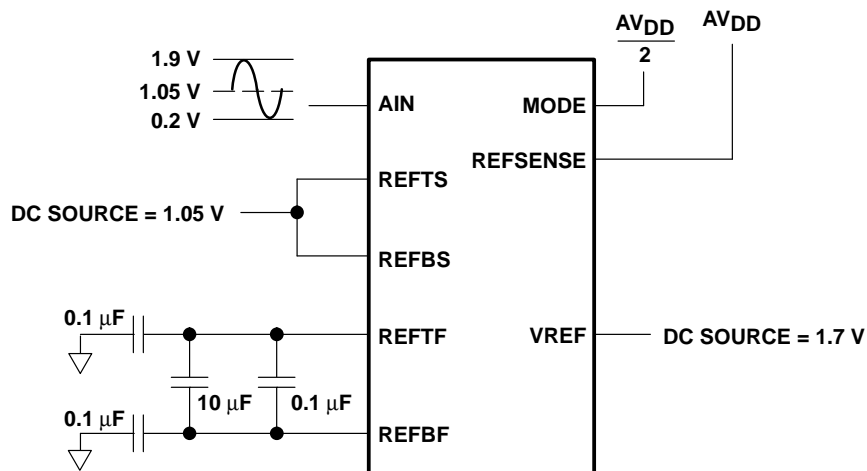 AVDD
2
AVDD
1.9 V
1.05 V
0.2 V
AIN
MODE
REFSENSE
REFTS
DC SOURCE = 1.05 V
REFBS
0.1 μF
REFTF
VREF
DC SOURCE = 1.7 V
10 μF
0.1 μF
0.1 μF
REFBF